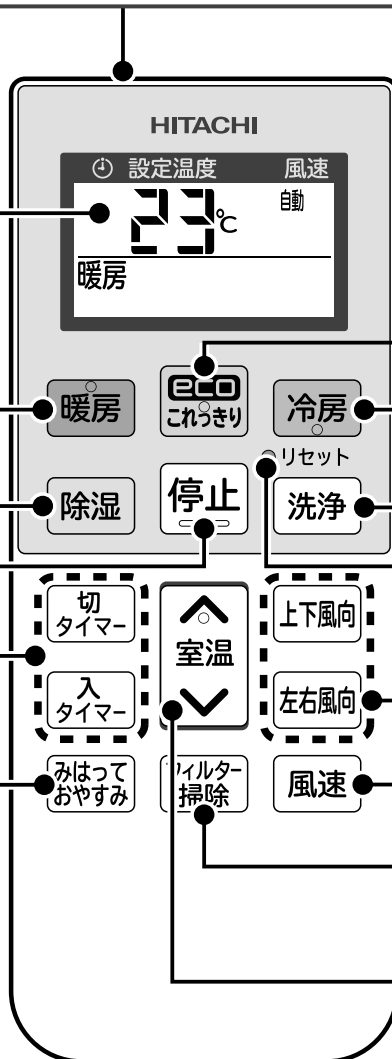 HITACHI
設定温度 風速
23℃ 自動
暖房
暖房
eco
これっきり
冷房
リセット
除湿
停止
洗浄
切
タイマー
室温
上下風向
入
タイマー
左右風向
みはって
おやすみ
フィルター
掃除
風速